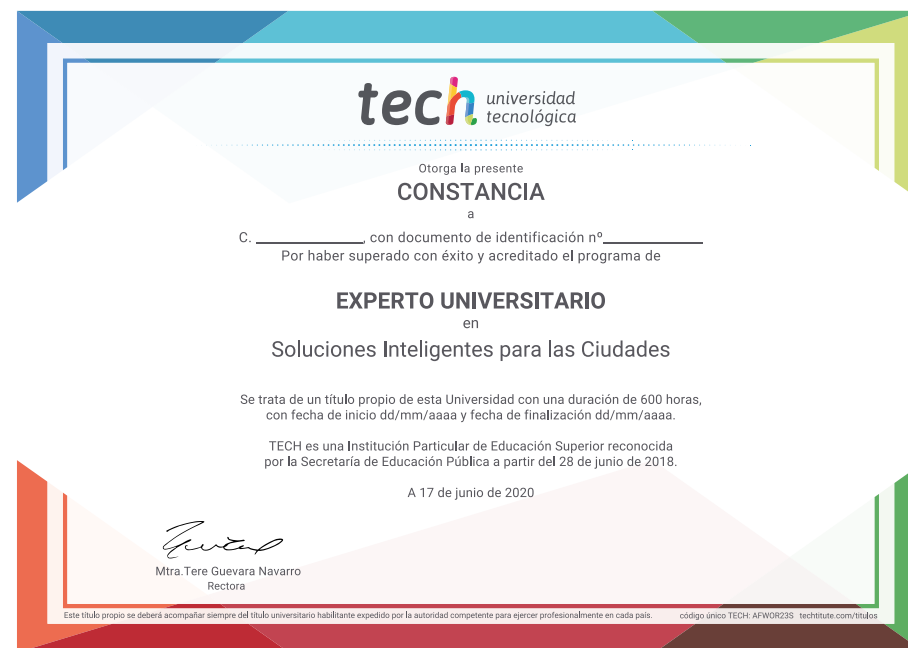 tech universidad
tecnológica
Otorga la presente
CONSTANCIA
a
C. ____________, con documento de identificación nº___________
Por haber superado con éxito y acreditado el programa de
EXPERTO UNIVERSITARIO
en
Soluciones Inteligentes para las Ciudades
Se trata de un título propio de esta Universidad con una duración de 600 horas,
con fecha de inicio dd/mm/aaaa y fecha de finalización dd/mm/aaaa.
TECH es una Institución Particular de Educación Superior reconocida
por la Secretaría de Educación Pública a partir del 28 de junio de 2018.
A 17 de junio de 2020
Mtra.Tere Guevara Navarro
Rectora
Este título propio se deberá acompañar siempre del título universitario habilitante expedido por la autoridad competente para ejercer profesionalmente en cada país. código único TECH: AFWOR23S techtitute.com/titulos